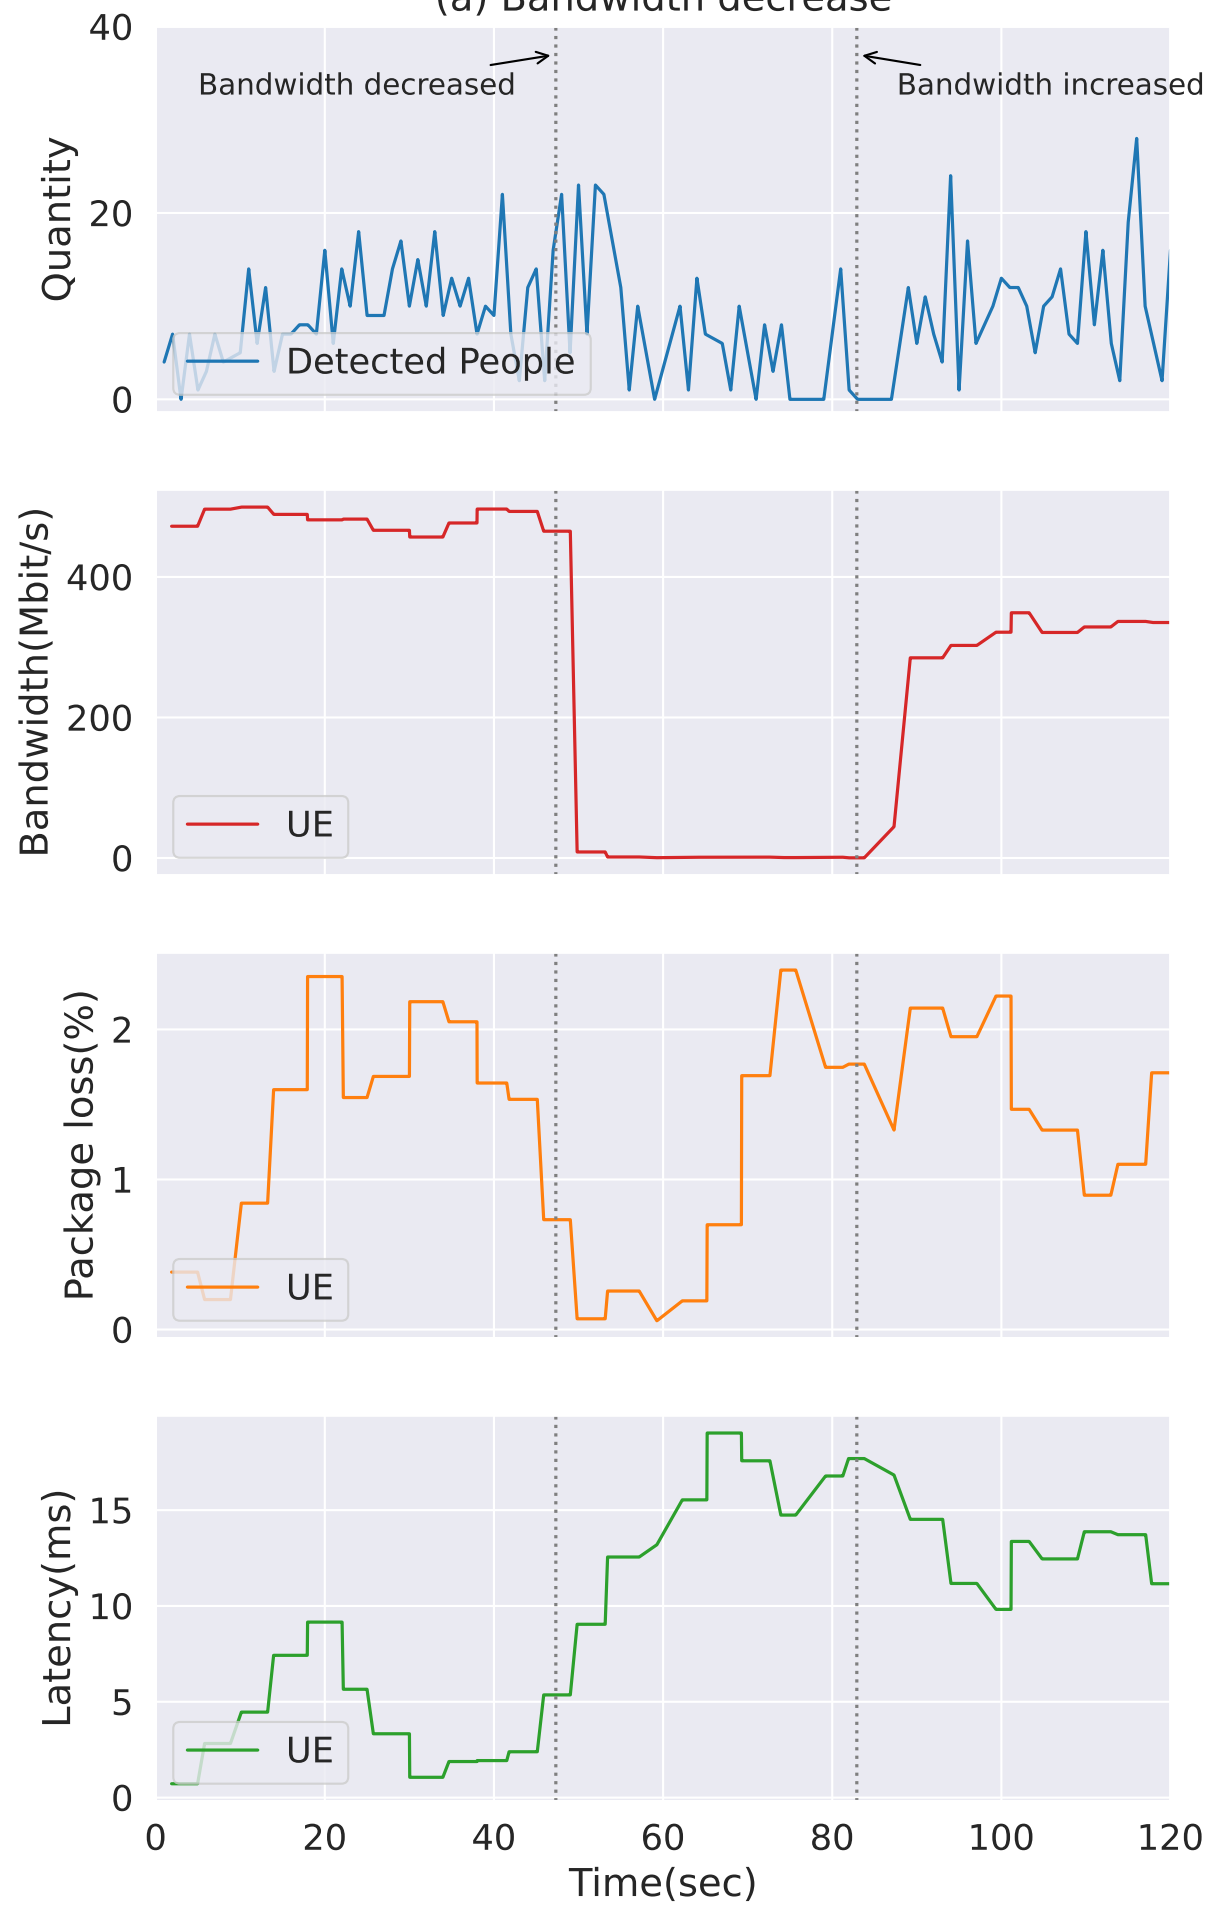 (a) Bandwidth decrease
40
Bandwidth decreased
Bandwidth increased
Quantity
20
Detected People
0
Bandwidth(Mbit/s)
400
200
UE
0
Package loss(%)
2
1
UE
0
Latency(ms)
15
10
5
UE
0
0 20 40 60 80 100 120
Time(sec)